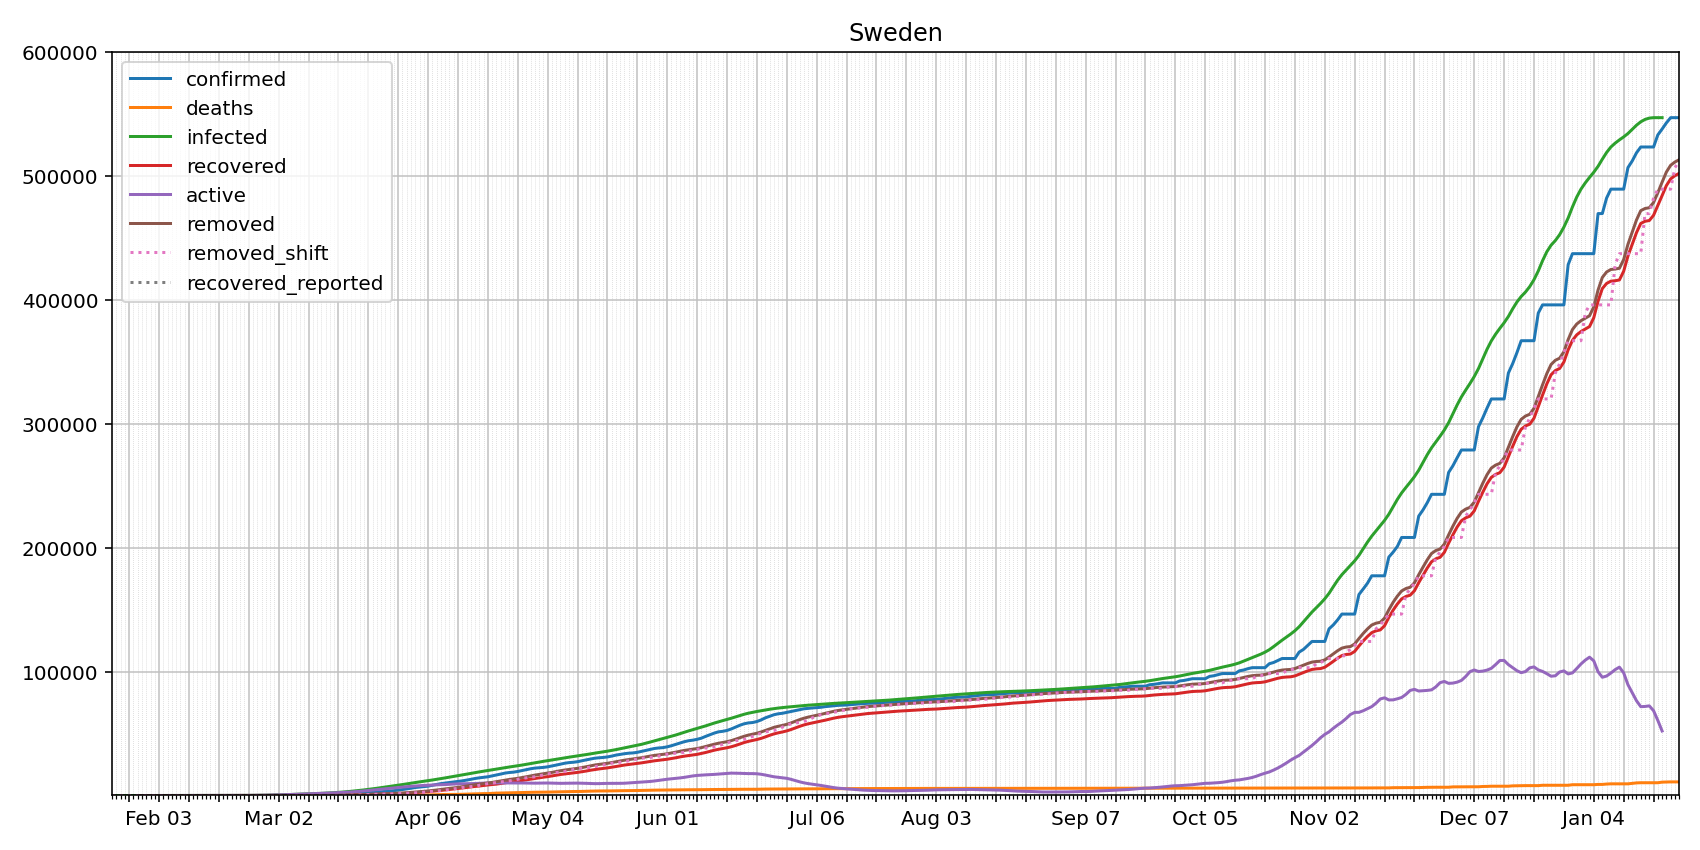 Sweden
600000
500000
400000
300000
200000
100000
confirmed
deaths
infected
recovered
active
removed
removed_shift
recovered_reported
Feb 03 Mar 02 Apr 06 May 04 Jun 01 Jul 06 Aug 03 Sep 07 Oct 05 Nov 02 Dec 07 Jan 04